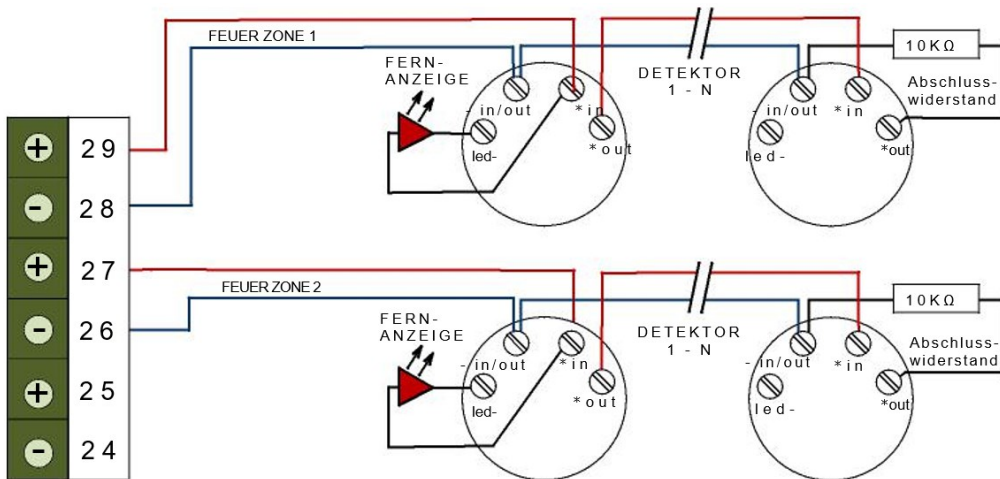 FEUER ZONE 1
FERN-
ANZEIGE
- in/out
*in
*out
led-
DETEKTOR
1 - N
- in/out
*in
led-
*out
10KΩ
Abschluss-
widerstand
+ 29
- 28
+ 27
- 26
+ 25
- 24
FEUER ZONE 2
FERN-
ANZEIGE
- in/out
*in
*out
led-
DETEKTOR
1 - N
- in/out
*in
led-
*out
10KΩ
Abschluss-
widerstand